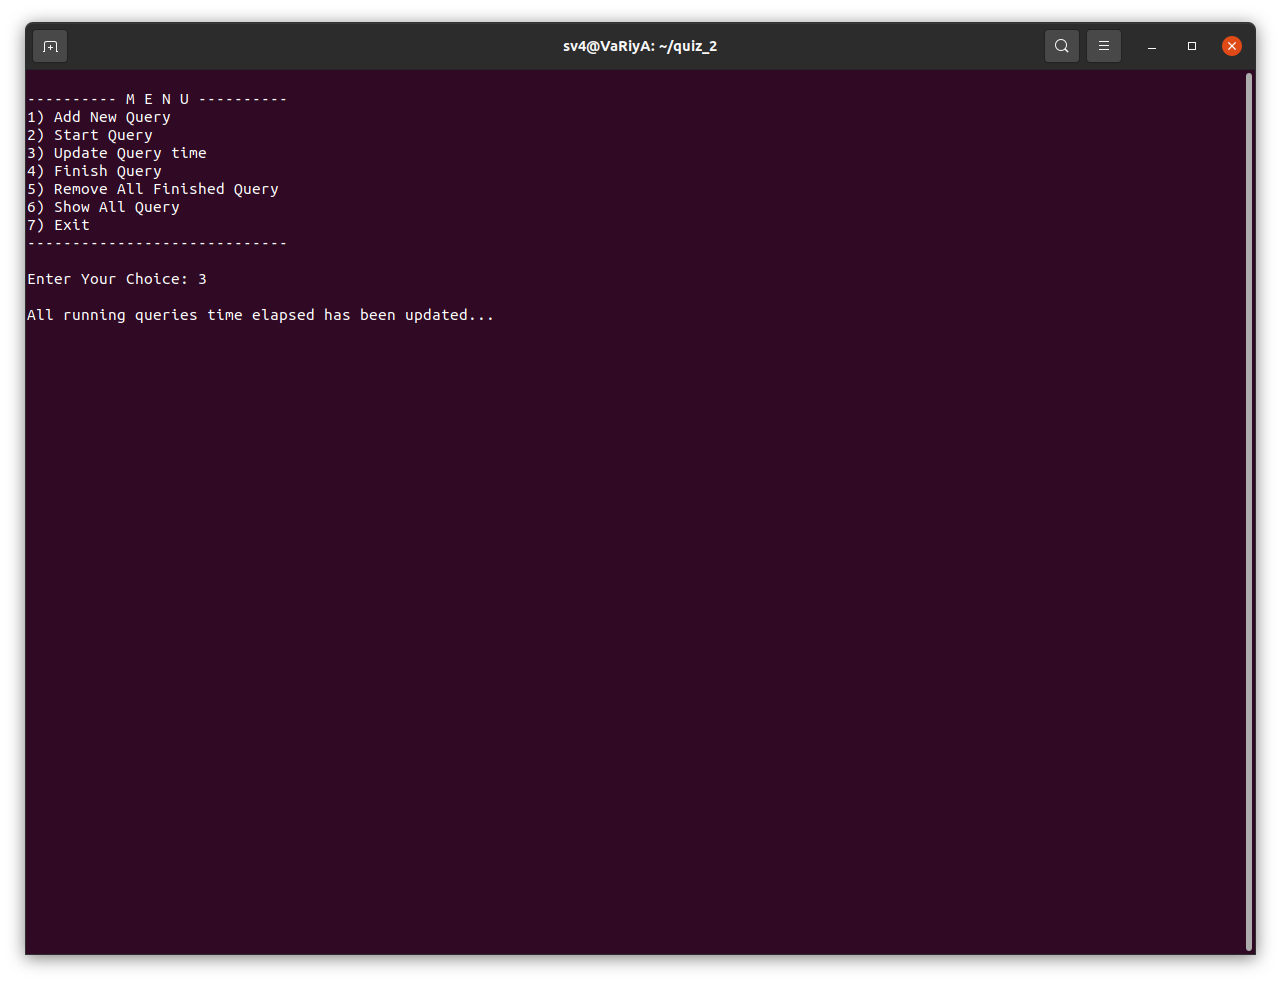 sv4@VaRiyA: ~/quiz_2
---------- M E N U ----------
1) Add New Query
2) Start Query
3) Update Query time
4) Finish Query
5) Remove All Finished Query
6) Show All Query
7) Exit
-----------------------------
Enter Your Choice: 3
All running queries time elapsed has been updated...